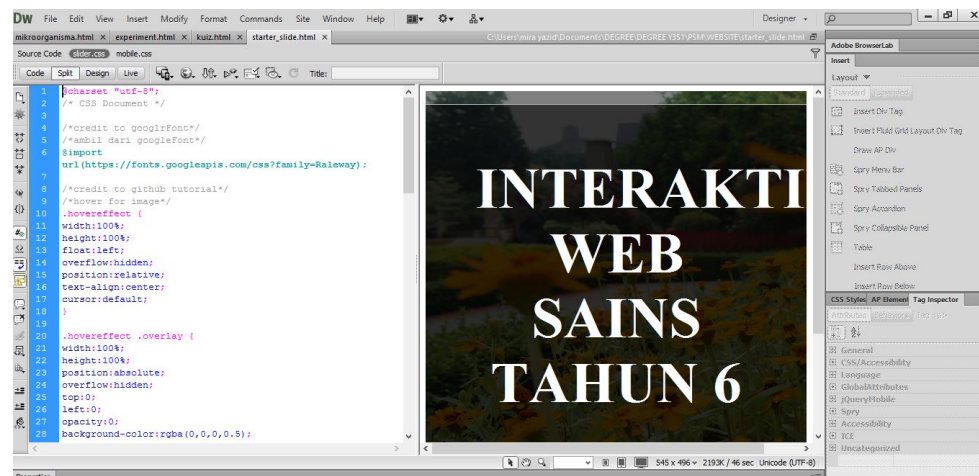 DW File Edit View Insert Modify Format Commands Site Window Help Designer
mikroorganisma.html × experiment.html × kuiz.html × starter_slide.html × C:\Users\mira yazid\Documents\DEGREE\DEGREE Y3S1\PSM\WEBSITE\starter_slide.html
Source Code slider.css mobile.css
Code Split Design Live Title:
1 @charset "utf-8";
2 /* CSS Document */
3
4 /*credit to googlrFont*/
5 /*ambil dari googleFont*/
6 @import
url(https://fonts.googleapis.com/css?family=Raleway);
7
8 /*credit to github tutorial*/
9 /*hover for image*/
10 .hovereffect {
11 width:100%;
12 height:100%;
13 float:left;
14 overflow:hidden;
15 position:relative;
16 text-align:center;
17 cursor:default;
18 }
19
20 .hovereffect .overlay {
21 width:100%;
22 height:100%;
23 position:absolute;
24 overflow:hidden;
25 top:0;
26 left:0;
27 opacity:0;
28 background-color:rgba(0,0,0,0.5);
INTERAKTI
WEB
SAINS
TAHUN 6
545 x 496 2193K / 46 sec Unicode (UTF-8)
Properties
Adobe BrowserLab
Insert
Layout
Standard Expanded
Insert Div Tag
Insert Fluid Grid Layout Div Tag
Draw AP Div
Spry Menu Bar
Spry Tabbed Panels
Spry Accordion
Spry Collapsible Panel
Table
Insert Row Above
Insert Row Below
CSS Styles AP Element Tag Inspector
Attributes Behaviors Tag:
General
CSS/Accessibility
Language
GlobalAttributes
jQueryMobile
Spry
Accessibility
ICE
Uncategorized